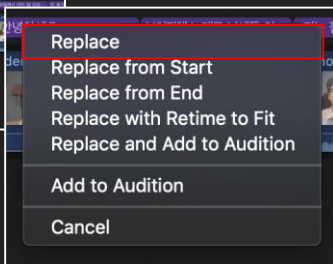 Replace
Replace from Start
Replace from End
Replace with Retime to Fit
Replace and Add to Audition
Add to Audition
Cancel